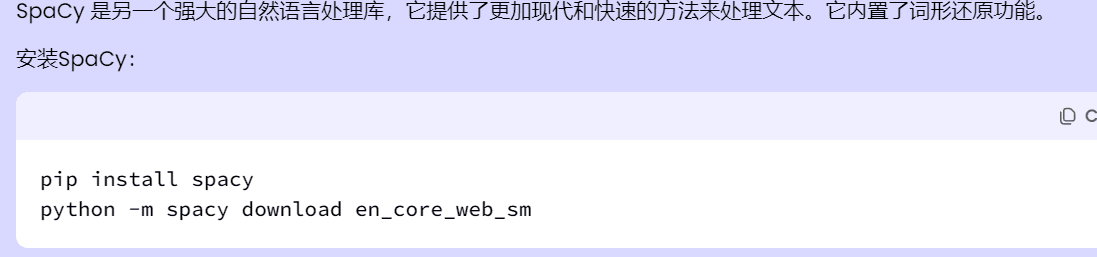 SpaCy 是另一个强大的自然语言处理库，它提供了更加现代和快速的方法来处理文本。它内置了词形还原功能。
安装SpaCy：
C
pip install spacy
python -m spacy download en_core_web_sm